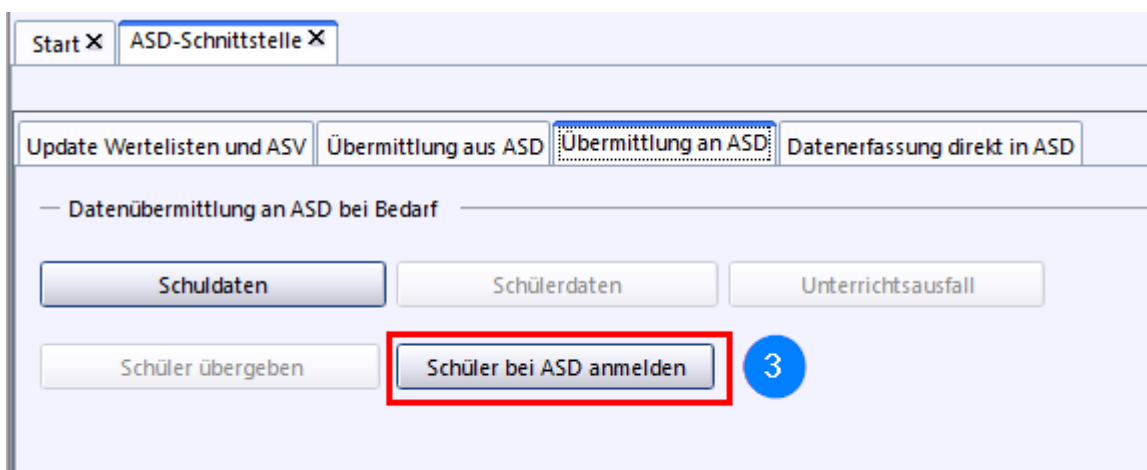 Start ASD-Schnittstelle
Update Wertelisten und ASV Übermittlung aus ASD Übermittlung an ASD Datenerfassung direkt in ASD
Datenübermittlung an ASD bei Bedarf
Schuldaten Schülerdaten Unterrichtsausfall
Schüler übergeben Schüler bei ASD anmelden 3